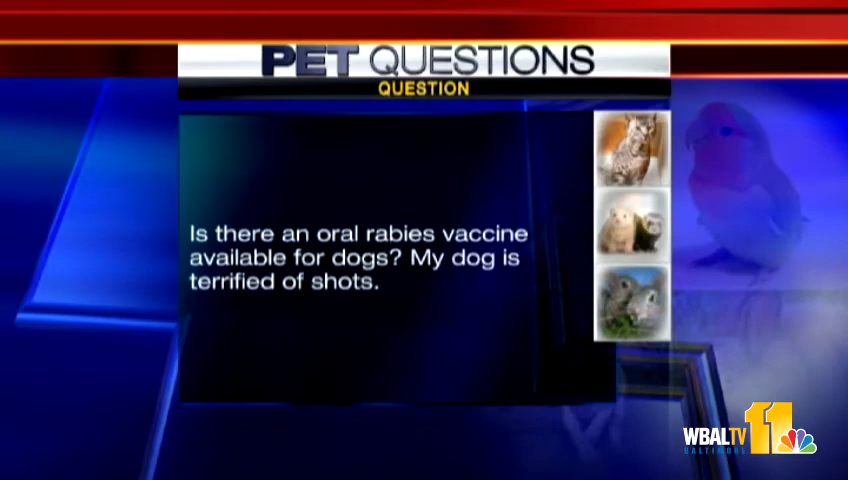 PET QUESTIONS
QUESTION
Is there an oral rabies vaccine
available for dogs? My dog is
terrified of shots.
WBALTV 11
BALTIMORE